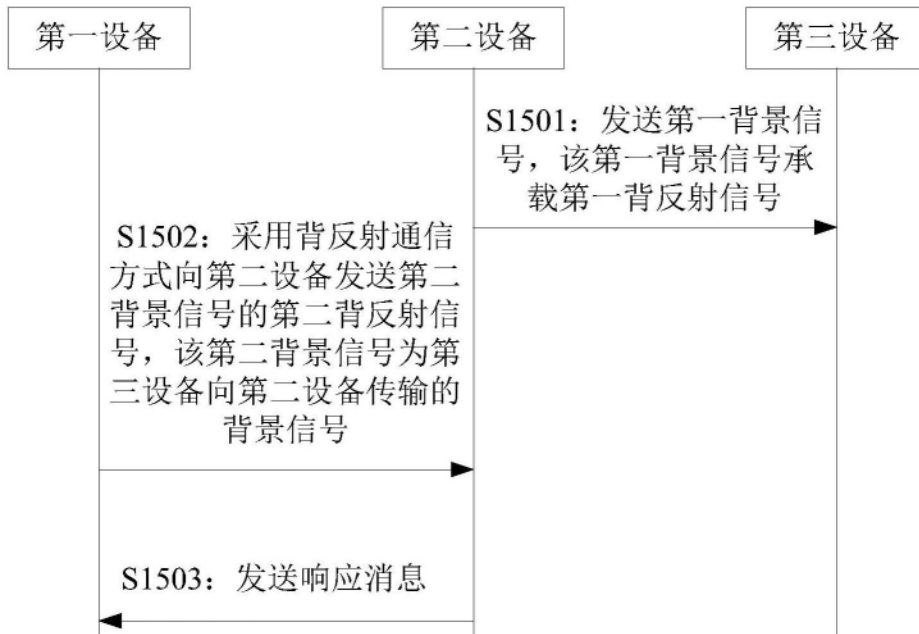 第一设备
第二设备
第三设备
S1501：发送第一背景信
号，该第一背景信号承
载第一背反射信号
S1502：采用背反射通信
方式向第二设备发送第二
背景信号的第二背反射信
号，该第二背景信号为第
三设备向第二设备传输的
背景信号
S1503：发送响应消息